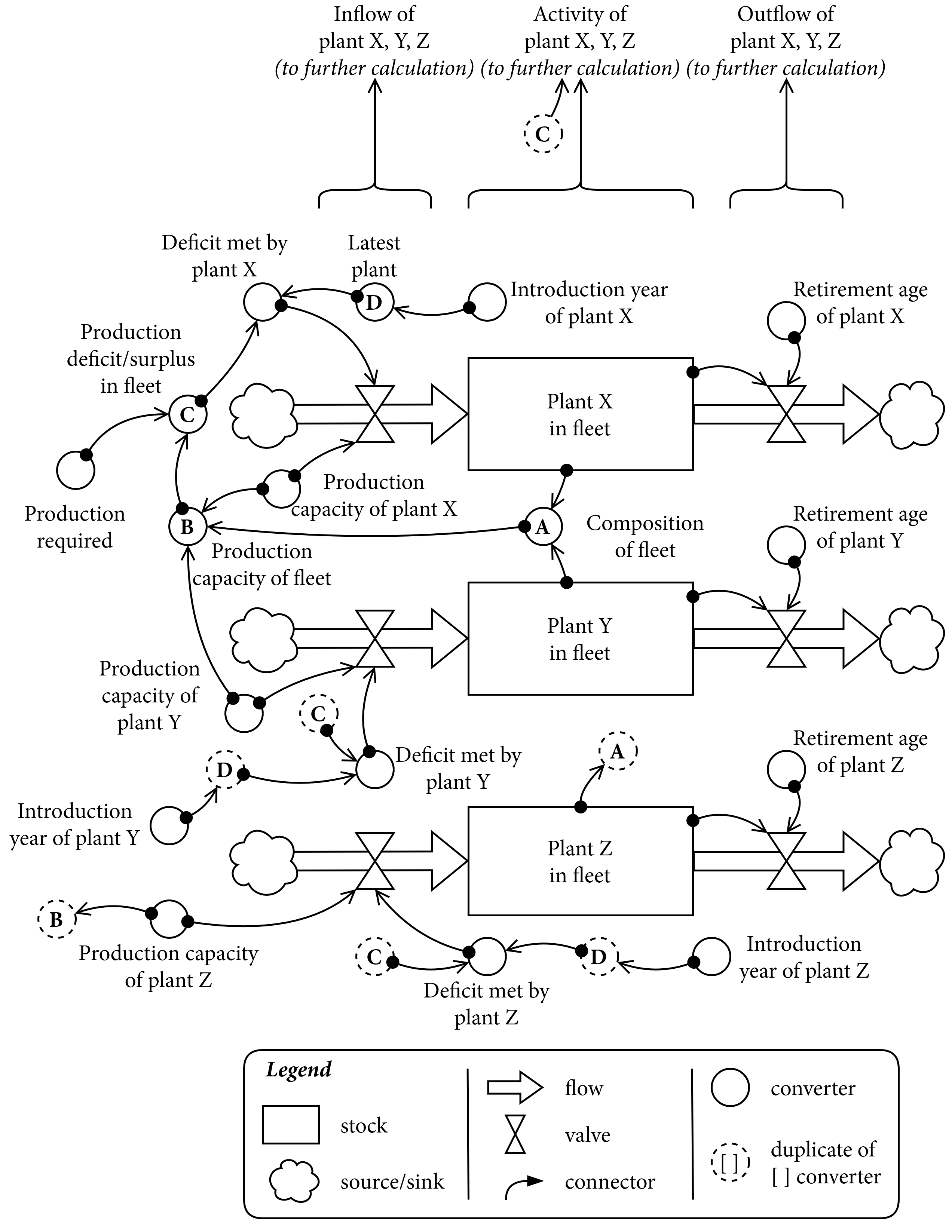 Inflow of
plant X, Y, Z
(to further calculation)
Activity of
plant X, Y, Z
(to further calculation)
Outflow of
plant X, Y, Z
(to further calculation)
C
Deficit met by
plant X
Latest
plant
D
Introduction year
of plant X
Retirement age
of plant X
Production
deficit/surplus
in fleet
C
Plant X
in fleet
Production
required
Production
capacity of plant X
B
Production
capacity of fleet
A
Composition
of fleet
Retirement age
of plant Y
Plant Y
in fleet
Production
capacity of
plant Y
C
Deficit met by
plant Y
D
Introduction
year of plant Y
A
Retirement age
of plant Z
Plant Z
in fleet
B
Production capacity
of plant Z
C
Deficit met by
plant Z
D
Introduction
year of plant Z
Legend
stock
source/sink
flow
valve
connector
converter
[ ]
duplicate of
[ ] converter